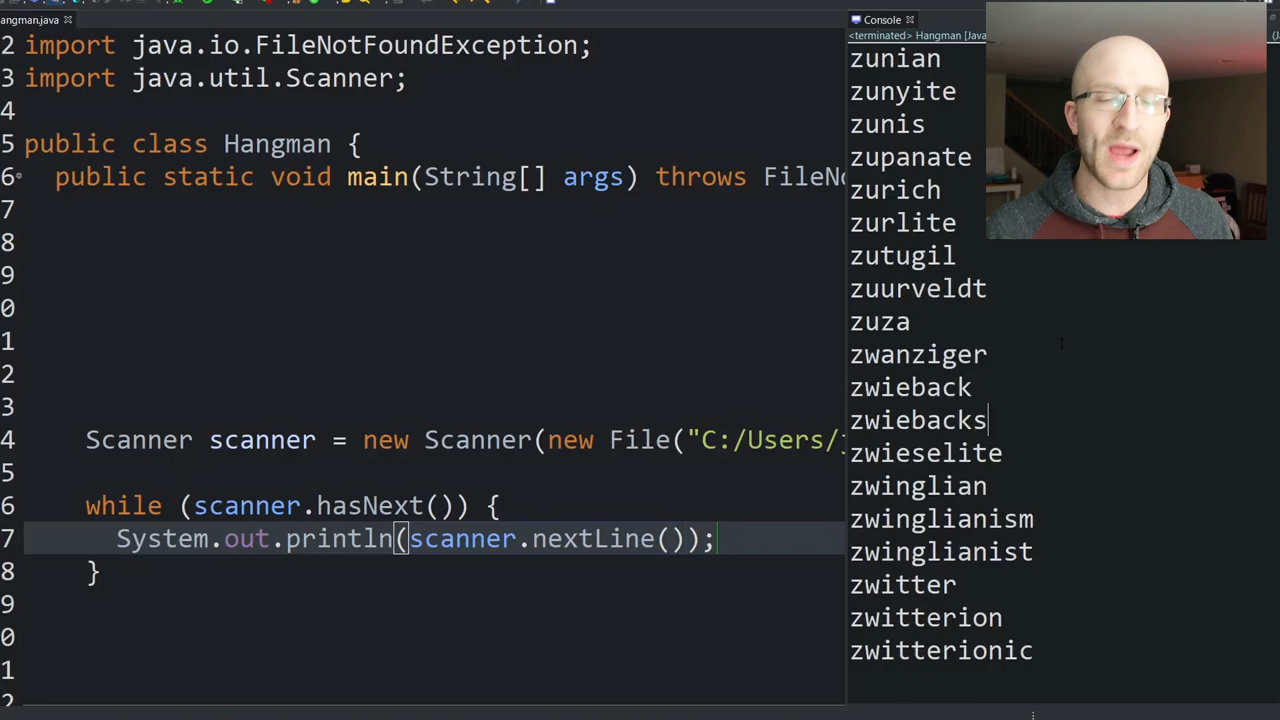 angman.java
2 import java.io.FileNotFoundException;
3 import java.util.Scanner;
4
5 public class Hangman {
6 public static void main(String[] args) throws FileNo
7
8
9
0
1
2
3
4 Scanner scanner = new Scanner(new File("C:/Users/j
5
6 while (scanner.hasNext()) {
7 System.out.println(scanner.nextLine());
8 }
9
0
1
2
Console
<terminated> Hangman [Java
zunian
zunyite
zunis
zupanate
zurich
zurlite
zutugil
zuurveldt
zuza
zwanziger
zwieback
zwiebacks
zwieselite
zwinglian
zwinglianism
zwinglianist
zwitter
zwitterion
zwitterionic